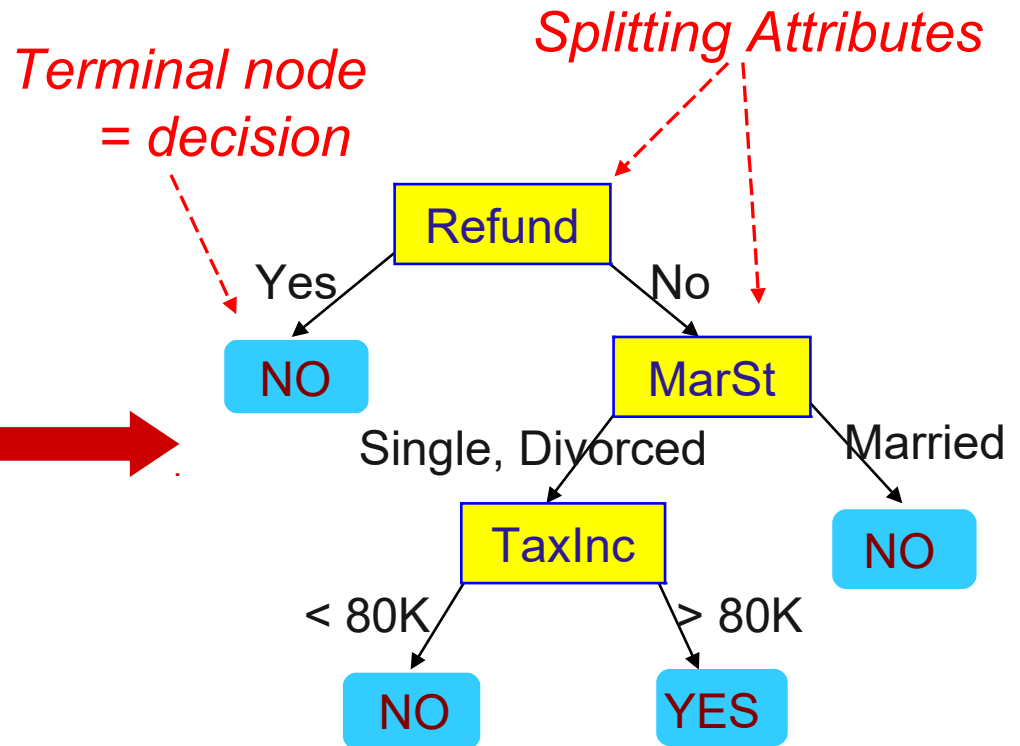 Splitting Attributes
Terminal node
= decision
Refund
Yes
No
NO
MarSt
Single, Divorced
Married
TaxInc
NO
< 80K
> 80K
NO
YES